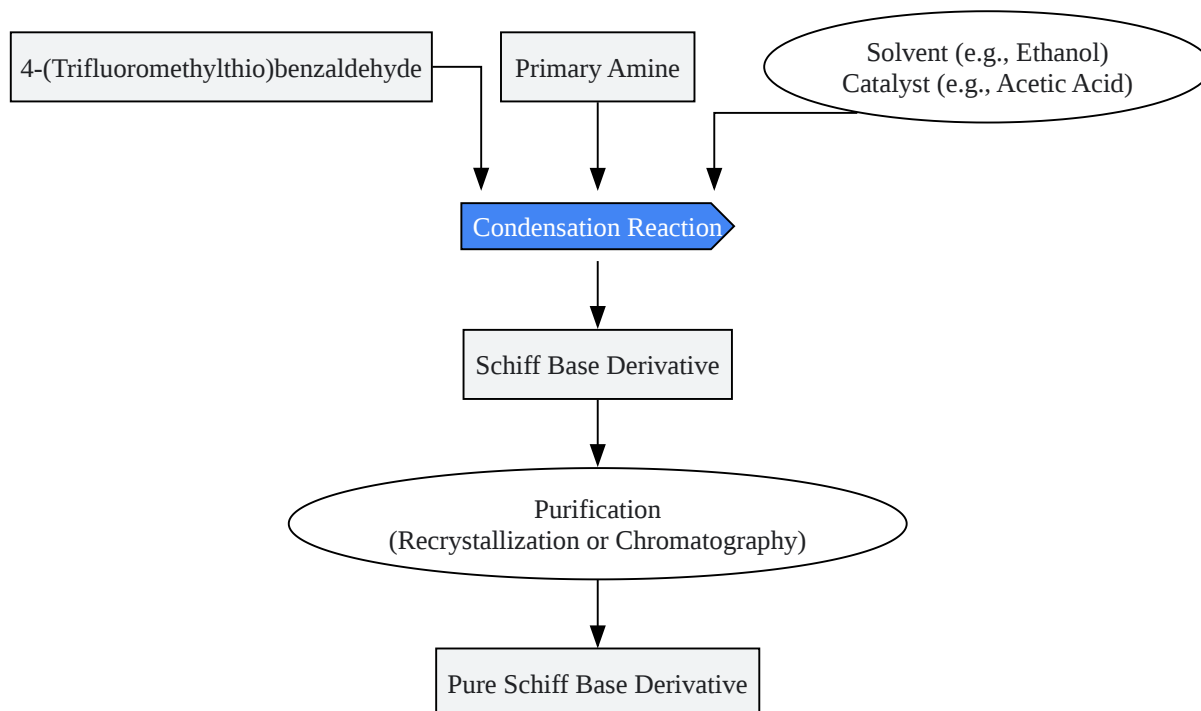 4-(Trifluoromethylthio)benzaldehyde
Primary Amine
Solvent (e.g., Ethanol)
Catalyst (e.g., Acetic Acid)
Condensation Reaction
Schiff Base Derivative
Purification
(Recrystallization or Chromatography)
Pure Schiff Base Derivative